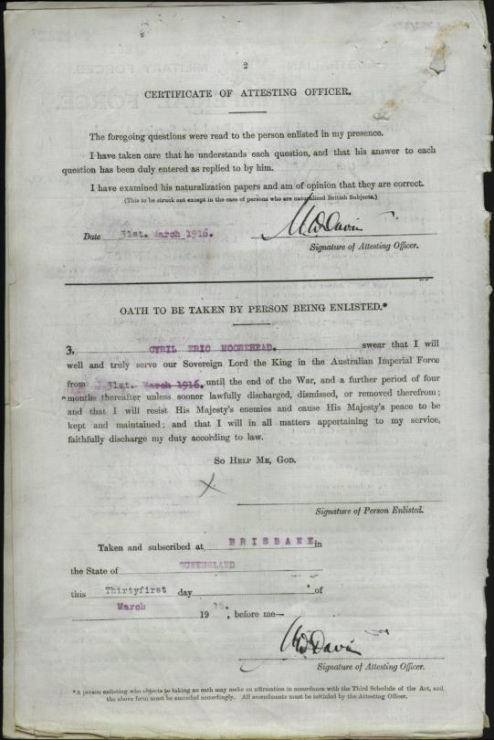 2
CERTIFICATE OF ATTESTING OFFICER.
The foregoing questions were read to the person enlisted in my presence.
I have taken care that he understands each question, and that his answer to each
question has been duly entered as replied to by him.
I have examined his naturalization papers and am of opinion that they are correct.
(This to be struck out except in the case of persons who are naturalized British Subjects.)
Date 31st. March 1916.
Signature of Attesting Officer.
OATH TO BE TAKEN BY PERSON BEING ENLISTED.*
3. CYRIL ERIC MOOREHEAD. swear that I will
well and truly serve our Sovereign Lord the King in the Australian Imperial Force
from 31st. March 1916. until the end of the War, and a further period of four
months thereafter unless sooner lawfully discharged, dismissed, or removed therefrom;
and that I will resist His Majesty's enemies and cause His Majesty's peace to be
kept and maintained; and that I will in all matters appertaining to my service,
faithfully discharge my duty according to law.
SO HELP ME, GOD.
X
Signature of Person Enlisted.
Taken and subscribed at BRISBANE in
the State of QUEENSLAND
this Thirtyfirst day of
March 1916, before me—
Signature of Attesting Officer.
*A person enlisting who objects to taking an oath may make an affirmation in accordance with the Third Schedule of the Act, and
the above form must be amended accordingly. All amendments must be initialed by the Attesting Officer.